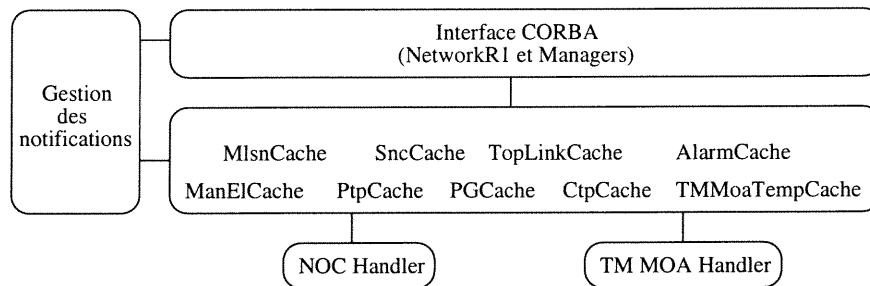 Interface CORBA
(NetworkR1 et Managers)
Gestion
des
notifications
MlsnCache SncCache TopLinkCache AlarmCache
ManElCache PtpCache PGCache CtpCache TMMoaTempCache
NOC Handler TM MOA Handler